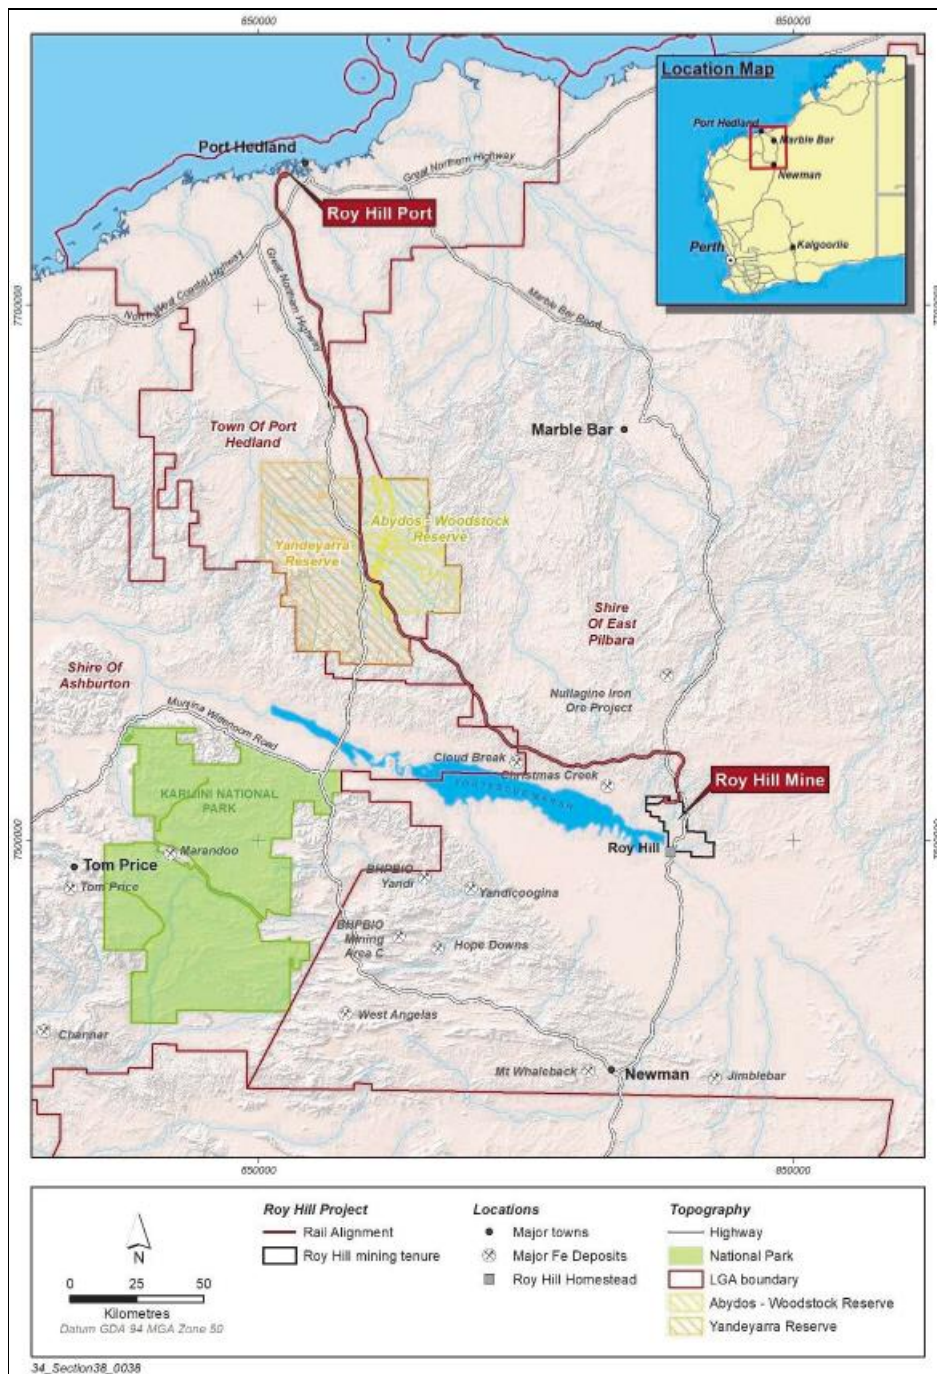 650000
850000
Location Map
Port Hedland
Marble Bar
Newman
Perth
Kalgoorlie
Port Hedland
Great Northern Highway
Roy Hill Port
North West Coastal Highway
Great Northern Highway
Marble Bar Road
7700000
Marble Bar
Town Of Port
Hedland
Abydos - Woodstock
Reserve
Yandeyarra
Reserve
Shire
Of East
Pilbara
Shire Of
Ashburton
Nullagine Iron
Ore Project
Munjina Wittenoom Road
Cloud Break
Christmas Creek
FORTESCUE MARSH
Roy Hill Mine
KARIJINI NATIONAL
PARK
Roy Hill
Marandoo
Tom Price
Tom Price
BHPBIO
Yandi
Yandicoogina
BHPBIO
Mining
Area C
Hope Downs
West Angelas
Channar
Mt Whaleback
Newman
Jimblebar
650000
850000
N
0 25 50
Kilometres
Datum GDA 94 MGA Zone 50
Roy Hill Project
Rail Alignment
Roy Hill mining tenure
Locations
Major towns
Major Fe Deposits
Roy Hill Homestead
Topography
Highway
National Park
LGA boundary
Abydos - Woodstock Reserve
Yandeyarra Reserve
34_Section38_0038